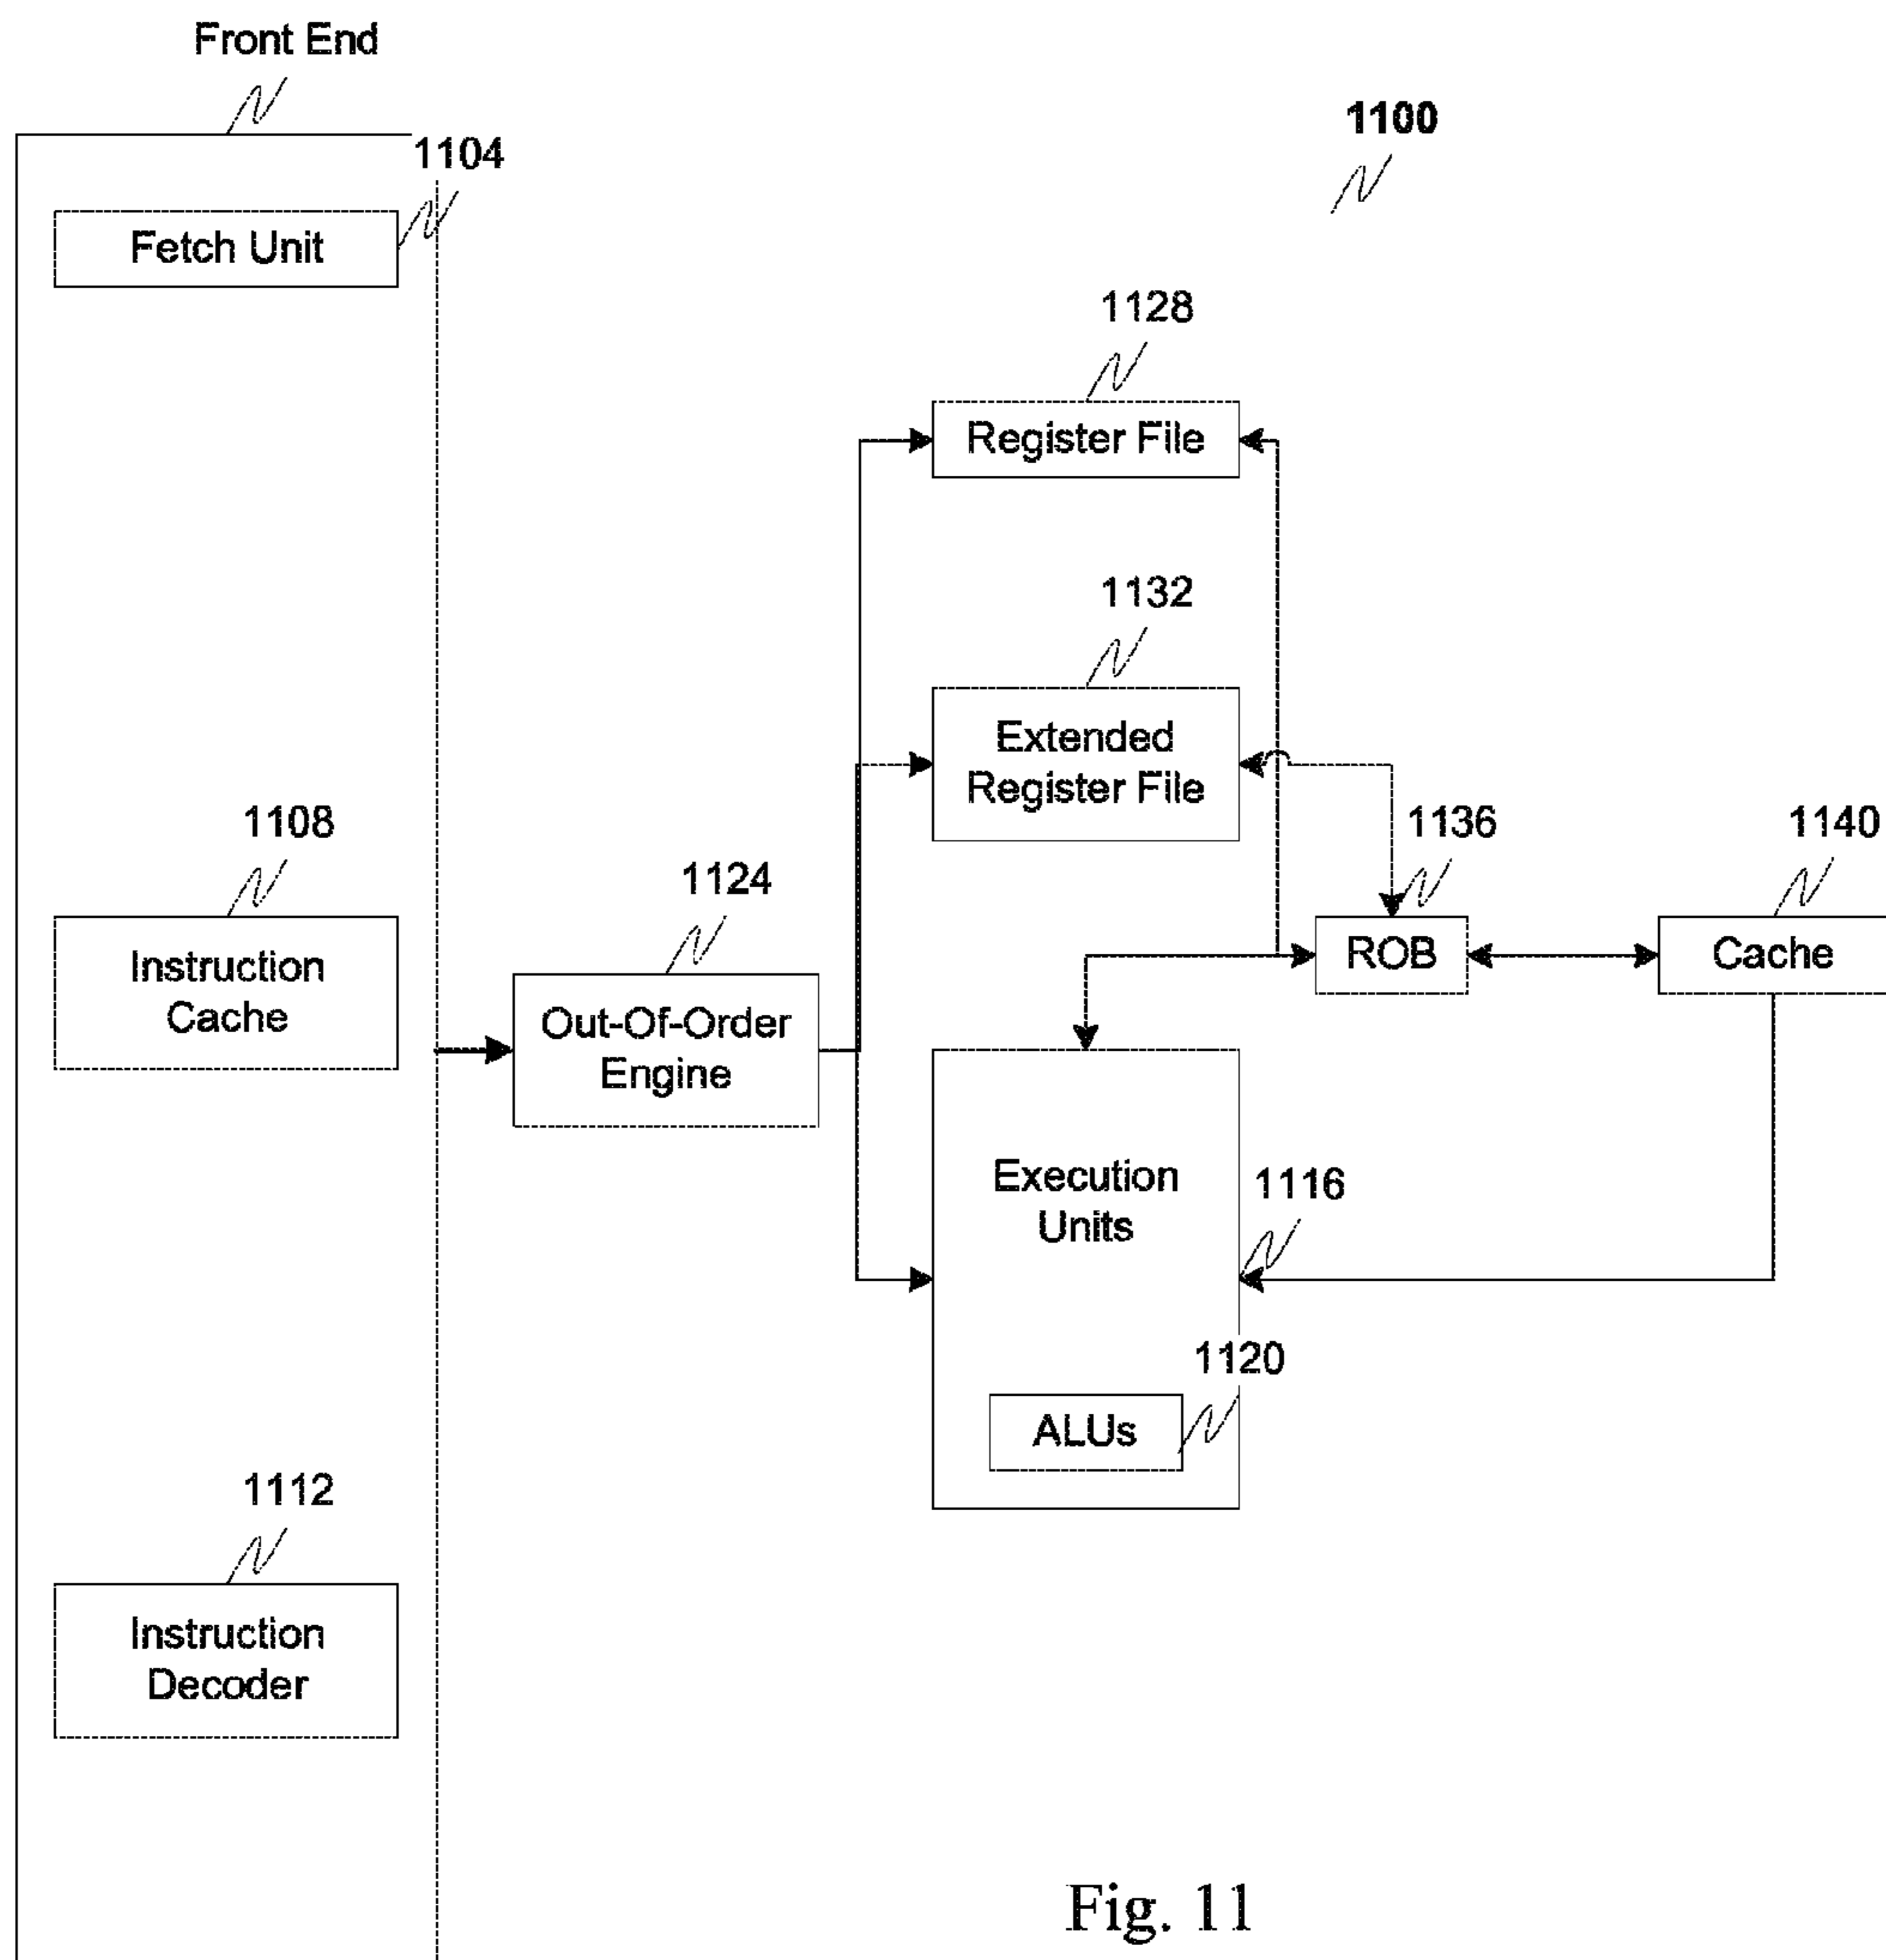 Front End
1100
1104
Fetch Unit
1128
Register File
1132
Extended
Register File
1108
Instruction
Cache
1124
Out-Of-Order
Engine
1136
ROB
1140
Cache
Execution
Units
1116
1120
ALUs
1112
Instruction
Decoder
Fig. 11